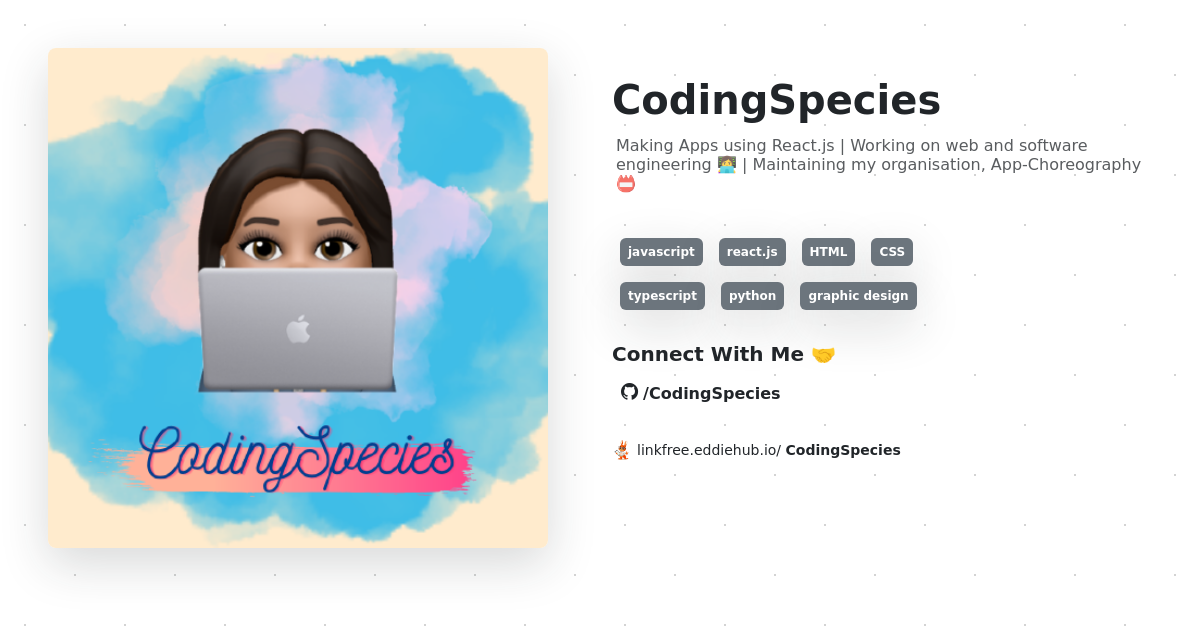 CodingSpecies
CodingSpecies
Making Apps using React.js | Working on web and software
engineering 👩‍💻 | Maintaining my organisation, App-Choreography
📛
javascript react.js HTML CSS
typescript python graphic design
Connect With Me 🤝
/CodingSpecies
linkfree.eddiehub.io/ CodingSpecies